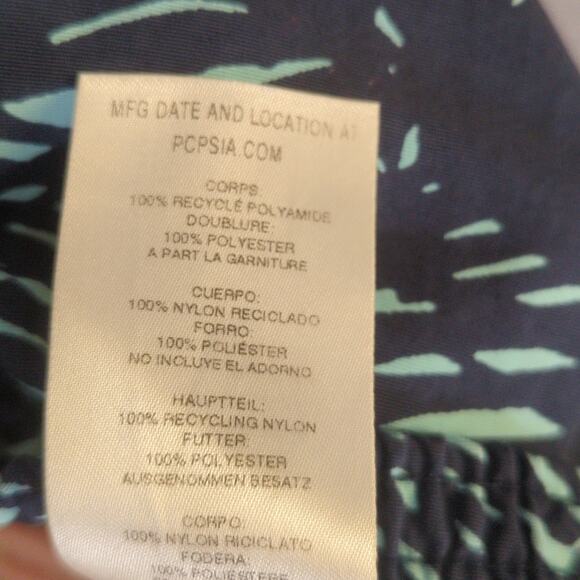 MFG DATE AND LOCATION AT
PCPSIA.COM
CORPS:
100% RECYCLÉ POLYAMIDE
DOUBLURE:
100% POLYESTER
A PART LA GARNITURE
CUERPO:
100% NYLON RECICLADO
FORRO:
100% POLIÉSTER
NO INCLUYE EL ADORNO
HAUPTTEIL:
100% RECYCLING NYLON
FUTTER:
100% POLYESTER
AUSGENOMMEN BESATZ
CORPO:
100% NYLON RICICLATO
FODERA:
100% POLIESTERE